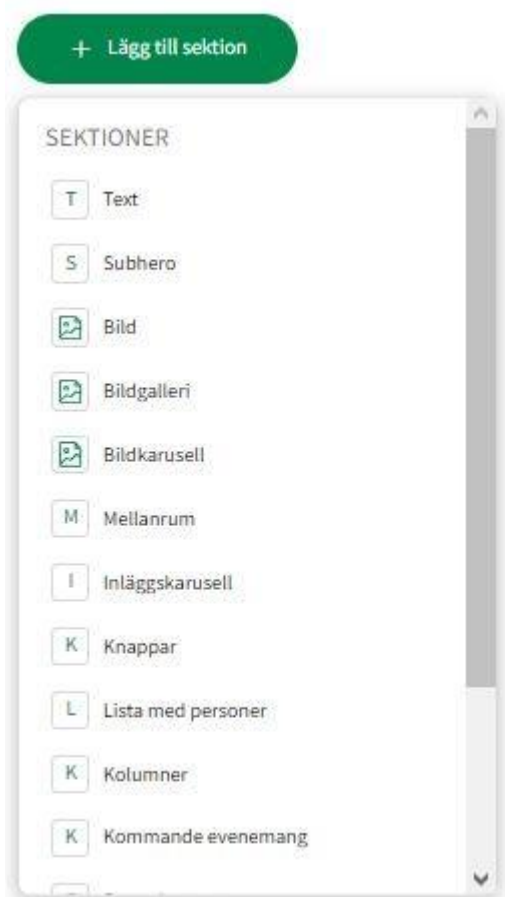 + Lägg till sektion
SEKTIONER
T Text
S Subhero
Bild
Bildgalleri
Bildkarusell
M Mellanrum
I Inläggskarusell
K Knappar
L Lista med personer
K Kolumner
K Kommande evenemang